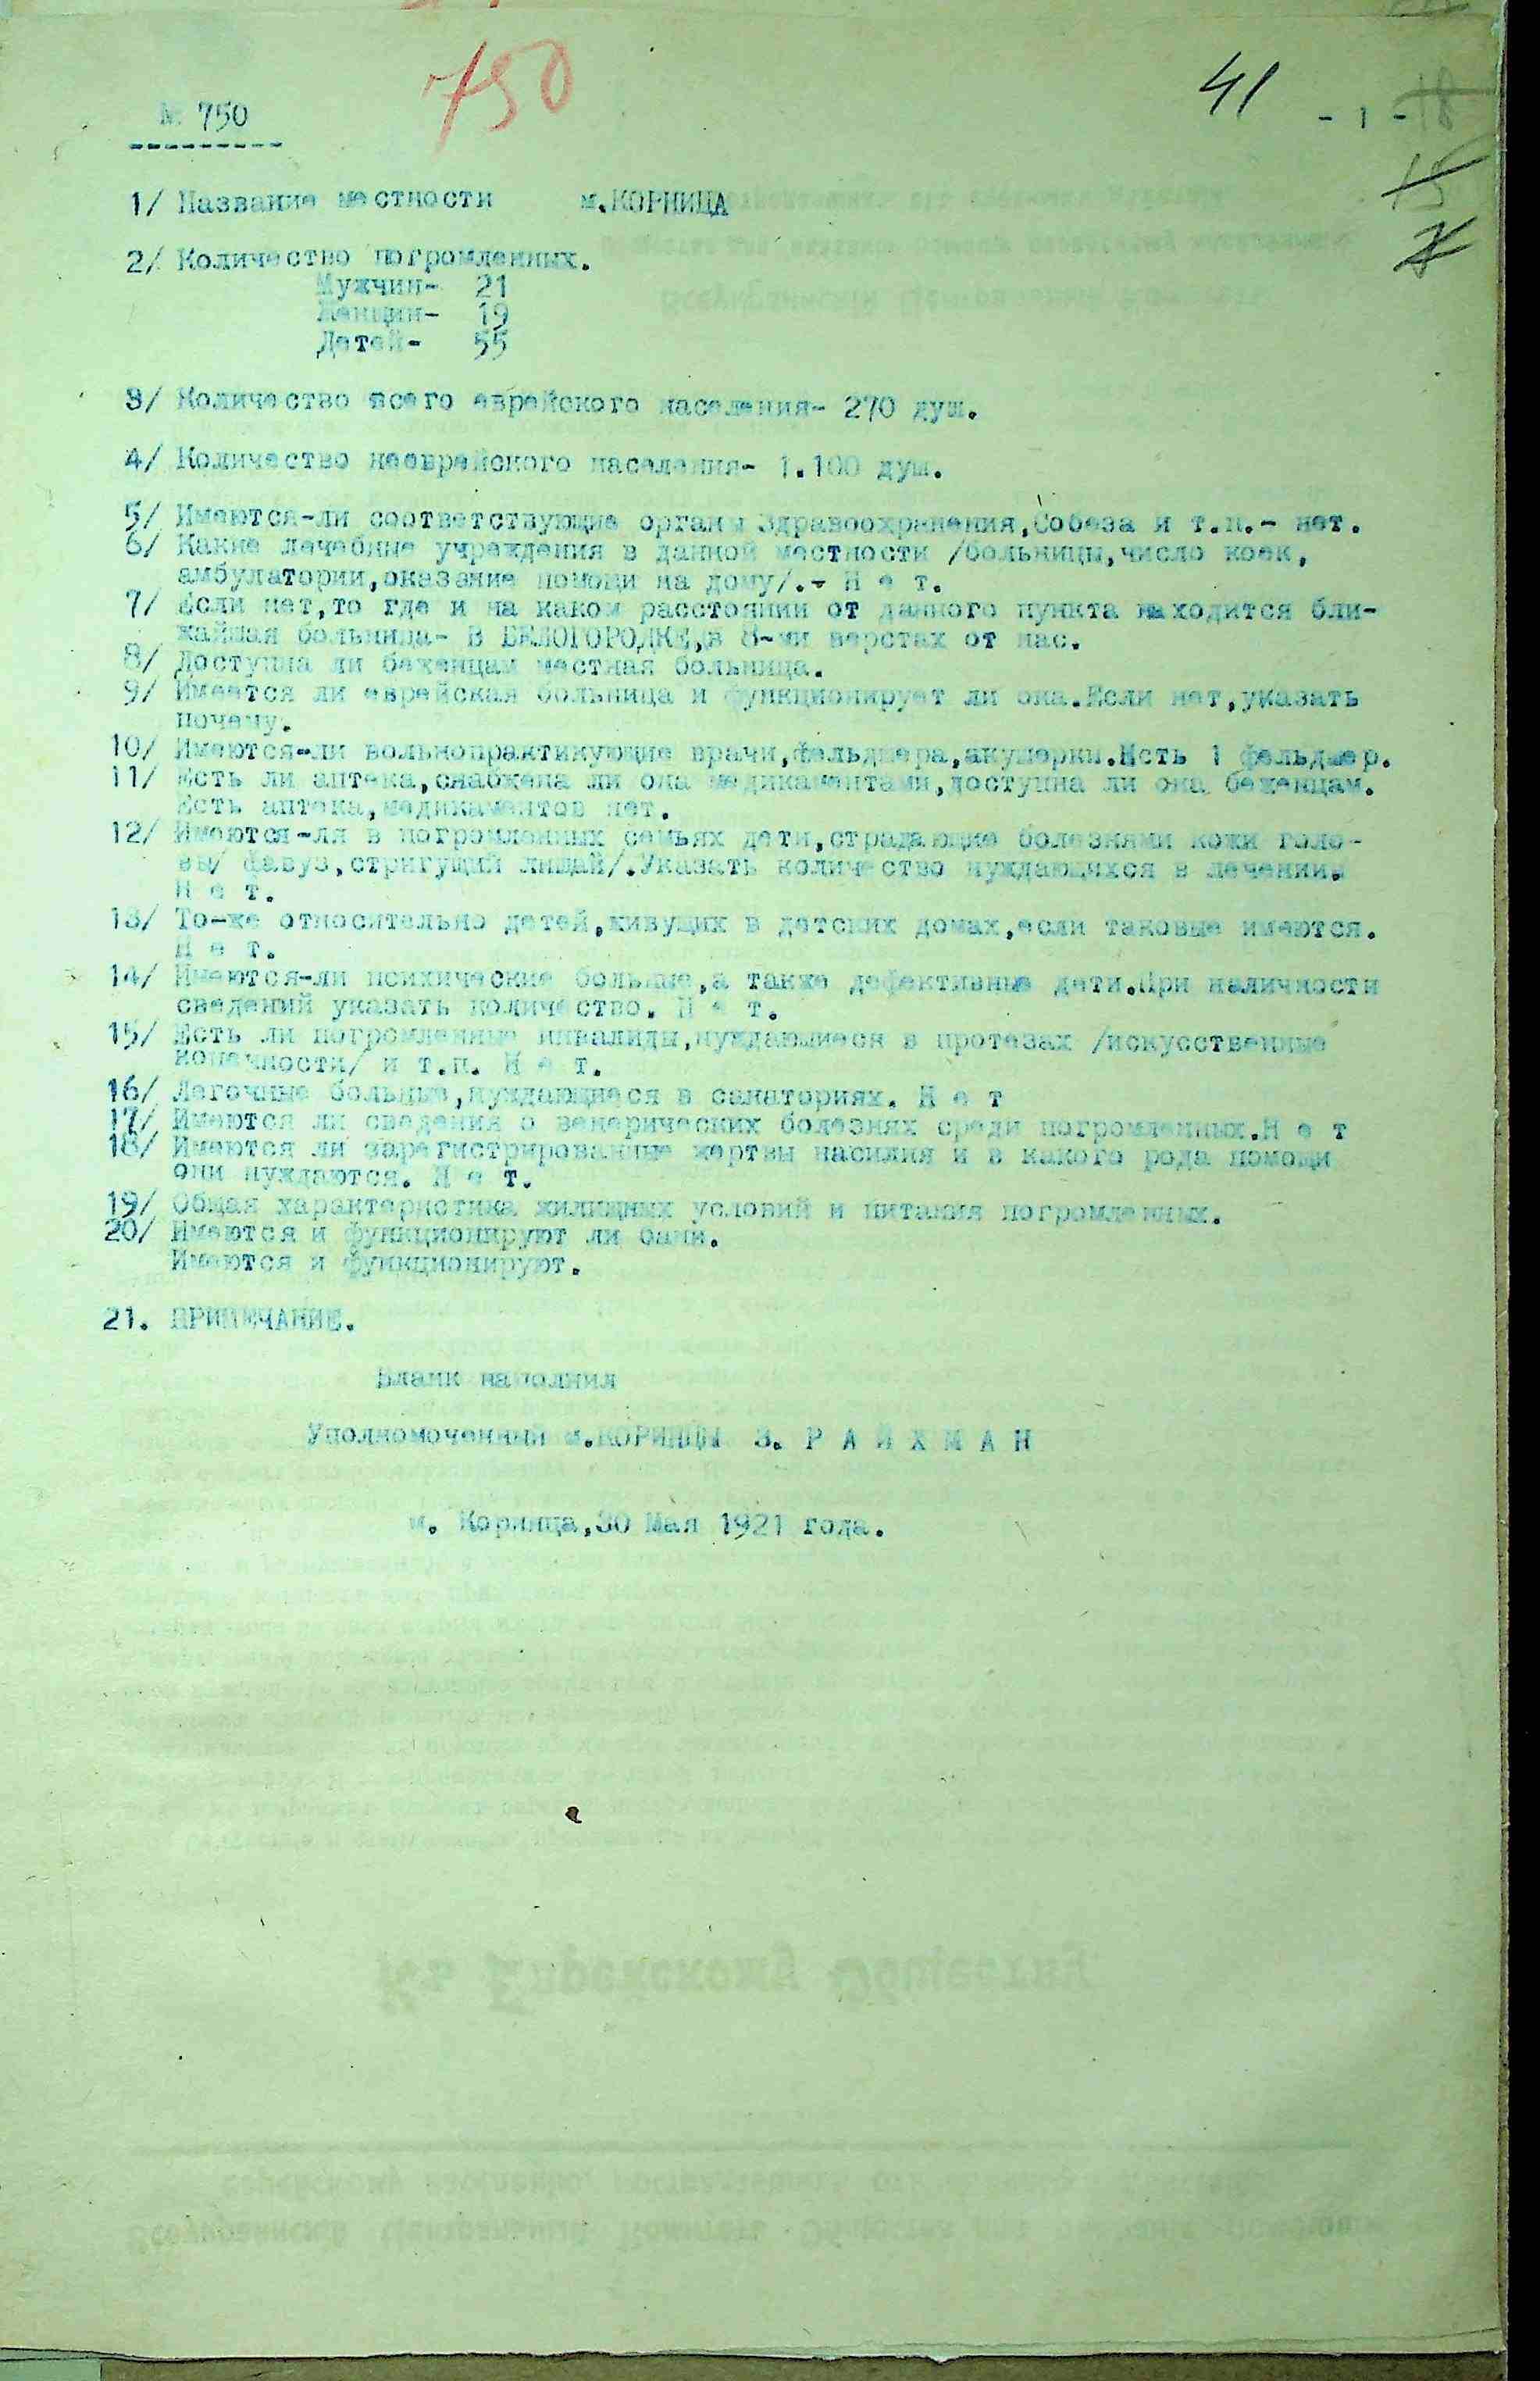 750
41
- 1 -
18
15
№ 750
1/ Название местности м.КОРНИЦА
2/ Количество погромленных.
Мужчин- 21
Женщин- 19
Детей- 55
3/ Количество всего еврейского населения- 270 душ.
4/ Количество нееврейского населения- 1.100 душ.
5/ Имеются-ли соответствующие органы Здравоохранения,Собеза и т.п.- нет.
6/ Какие лечебные учреждения в данной местности /больницы,число коек,
амбулатории,оказание помощи на дому/.- Н е т.
7/ Если нет,то где и на каком расстоянии от данного пункта находится бли-
жайшая больница- В БЕЛОГОРОДКЕ,в 8-ми верстах от нас.
8/ Доступна ли беженцам местная больница.
9/ Имеется ли еврейская больница и функционирует ли она.Если нет,указать
почему.
10/ Имеются-ли вольнопрактикующие врачи,фельдшера,акушерки.Есть 1 фельдшер.
11/ Есть ли аптека,снабжена ли она медикаментами,доступна ли она беженцам.
Есть аптека,медикаментов нет.
12/ Имеются-ли в погромленных семьях дети,страдающие болезнями кожи голо-
вы/ фавуз,стригущий лишай/.Указать количество нуждающихся в лечении.
Н е т.
13/ То-же относительно детей,живущих в детских домах,если таковые имеются.
Н е т.
14/ Имеются-ли психические больные,а также дефективные дети.При наличности
сведений указать количество. Н е т.
15/ Есть ли погромленные инвалиды,нуждающиеся в протезах /искусственные
конечности/ и т.п. Н е т.
16/ Легочные больные,нуждающиеся в санаториях. Н е т
17/ Имеются ли сведения о венерических болезнях среди погромленных.Н е т
18/ Имеются ли зарегистрированные жертвы насилия и в какого рода помощи
они нуждаются. Н е т.
19/ Общая характеристика жилищных условий и питания погромленных.
20/ Имеются и функционируют ли бани.
Имеются и функционируют.
21. ПРИМЕЧАНИЕ.
Бланк наполнил
Уполномоченный м.КОРНИЦЫ З. Р А Й Х М А Н
м. Корница,30 Мая 1921 года.